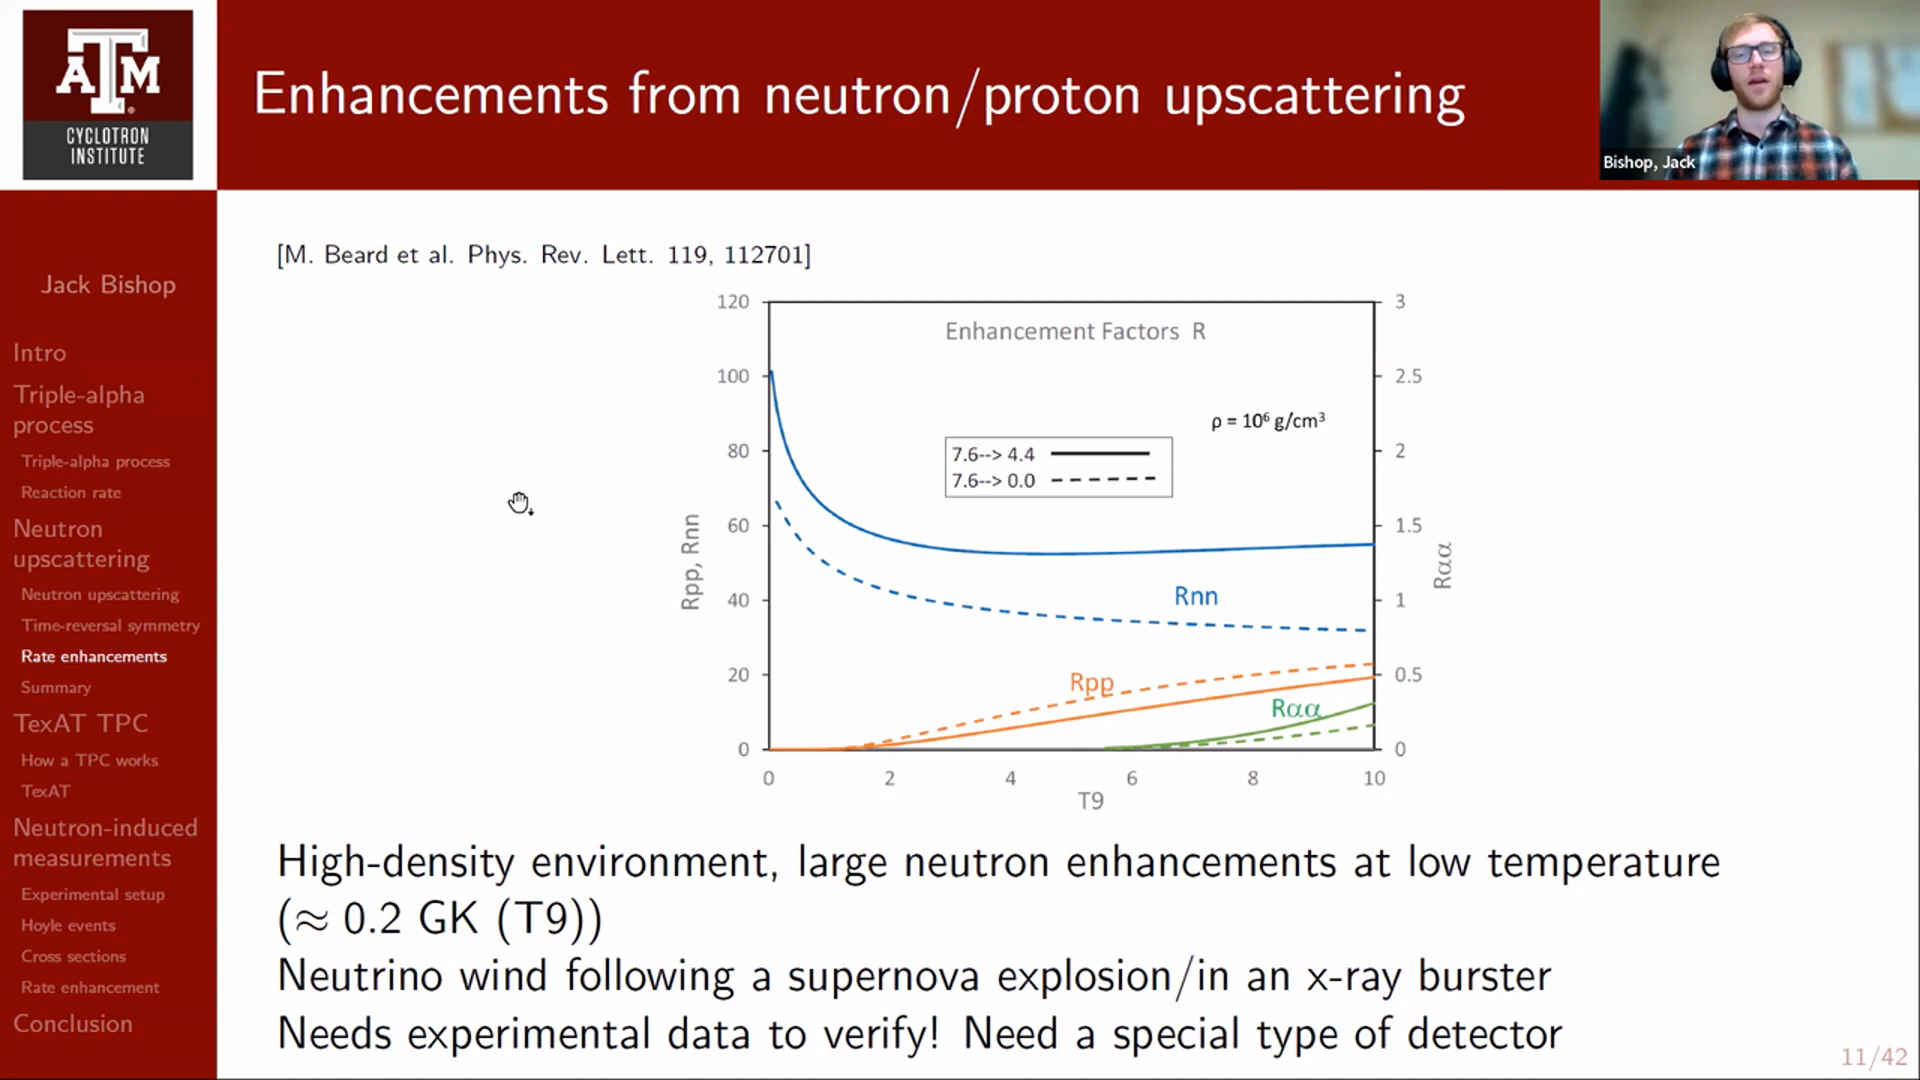 ATM
CYCLOTRON
INSTITUTE
Enhancements from neutron/proton upscattering
Bishop, Jack
Jack Bishop
Intro
Triple-alpha
process
Triple-alpha process
Reaction rate
Neutron
upscattering
Neutron upscattering
Time-reversal symmetry
Rate enhancements
Summary
TexAT TPC
How a TPC works
TexAT
Neutron-induced
measurements
Experimental setup
Hoyle events
Cross sections
Rate enhancement
Conclusion
[M. Beard et al. Phys. Rev. Lett. 119, 112701]
Enhancement Factors R
ρ = 10⁶ g/cm³
7.6--> 4.4
7.6--> 0.0
Rnn
Rpp
Rαα
Rpp, Rnn
120
100
80
60
40
20
0
3
2.5
2
1.5
1
0.5
0
Rαα
0 2 4 6 8 10
T9
High-density environment, large neutron enhancements at low temperature
(≈ 0.2 GK (T9))
Neutrino wind following a supernova explosion/in an x-ray burster
Needs experimental data to verify! Need a special type of detector
11/42